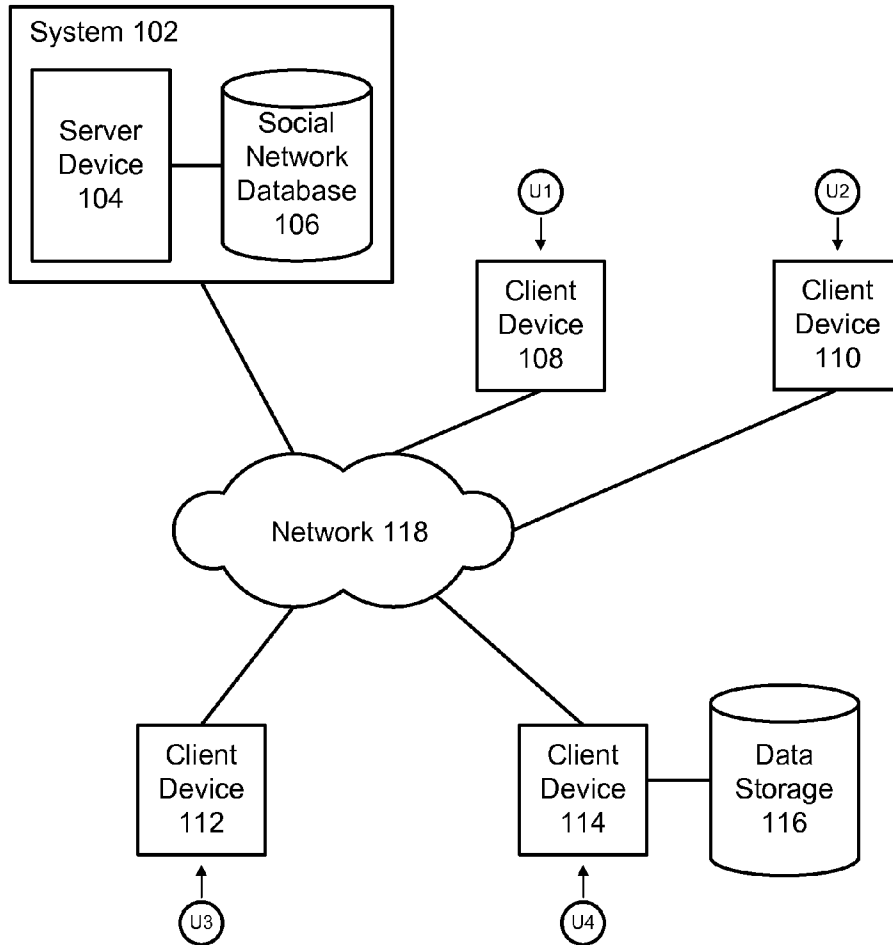 System 102
Server
Device
104
Social
Network
Database
106
U1
U2
Client
Device
108
Client
Device
110
Network 118
Client
Device
112
Client
Device
114
Data
Storage
116
U3
U4